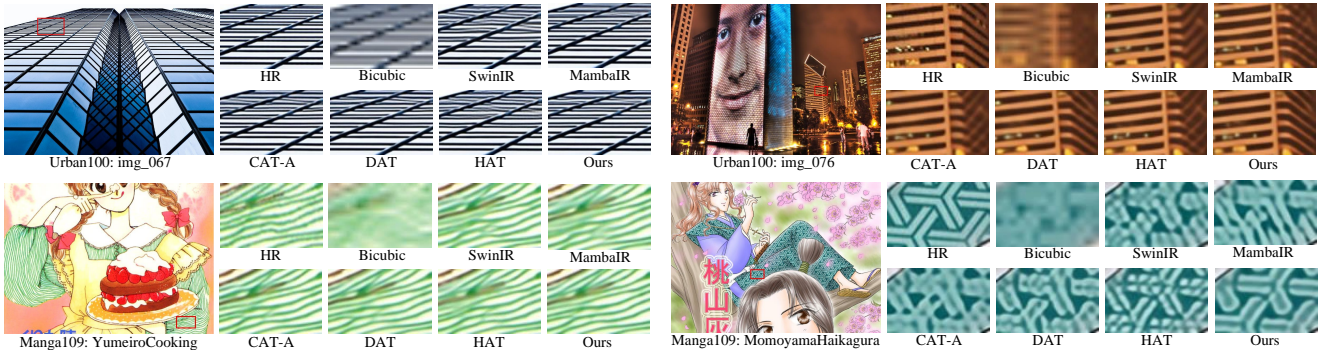 HR Bicubic SwinIR MambaIR
CAT-A DAT HAT Ours
Urban100: img_067
HR Bicubic SwinIR MambaIR
CAT-A DAT HAT Ours
Urban100: img_076
HR Bicubic SwinIR MambaIR
CAT-A DAT HAT Ours
Manga109: YumeiroCooking
桃山
HR Bicubic SwinIR MambaIR
CAT-A DAT HAT Ours
Manga109: MomoyamaHaikagura